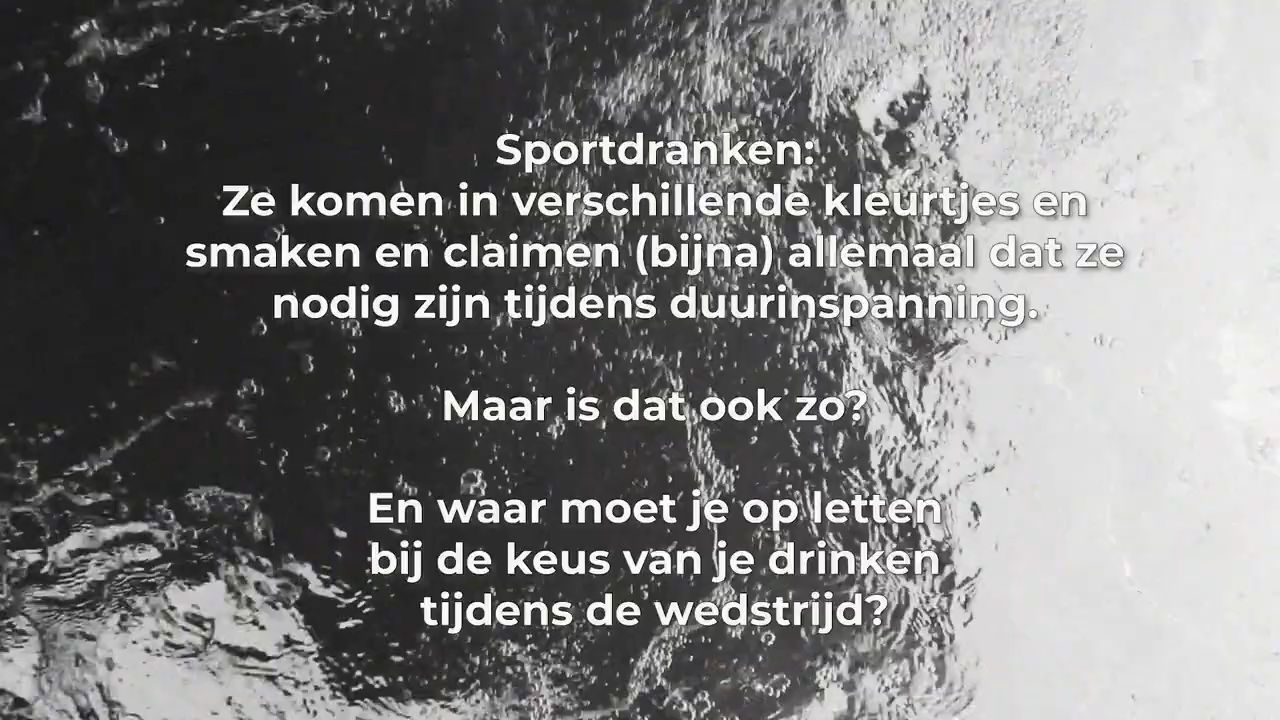 Sportdranken:
Ze komen in verschillende kleurtjes en
smaken en claimen (bijna) allemaal dat ze
nodig zijn tijdens duurinspanning.
Maar is dat ook zo?
En waar moet je op letten
bij de keus van je drinken
tijdens de wedstrijd?